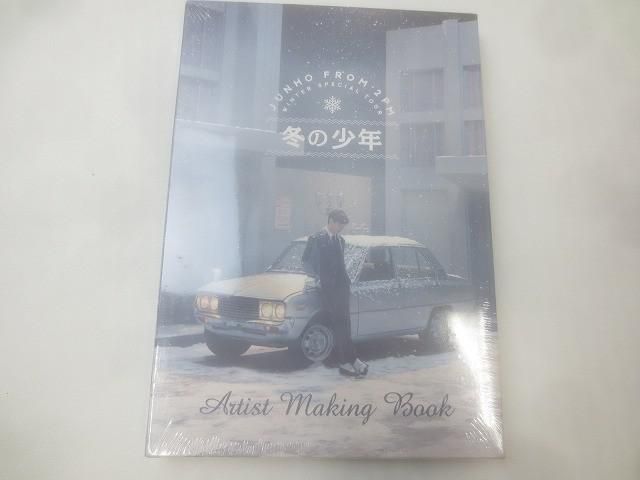 JUNHO FROM 2PM
WINTER SPECIAL TOUR
冬の少年
Artist Making Book